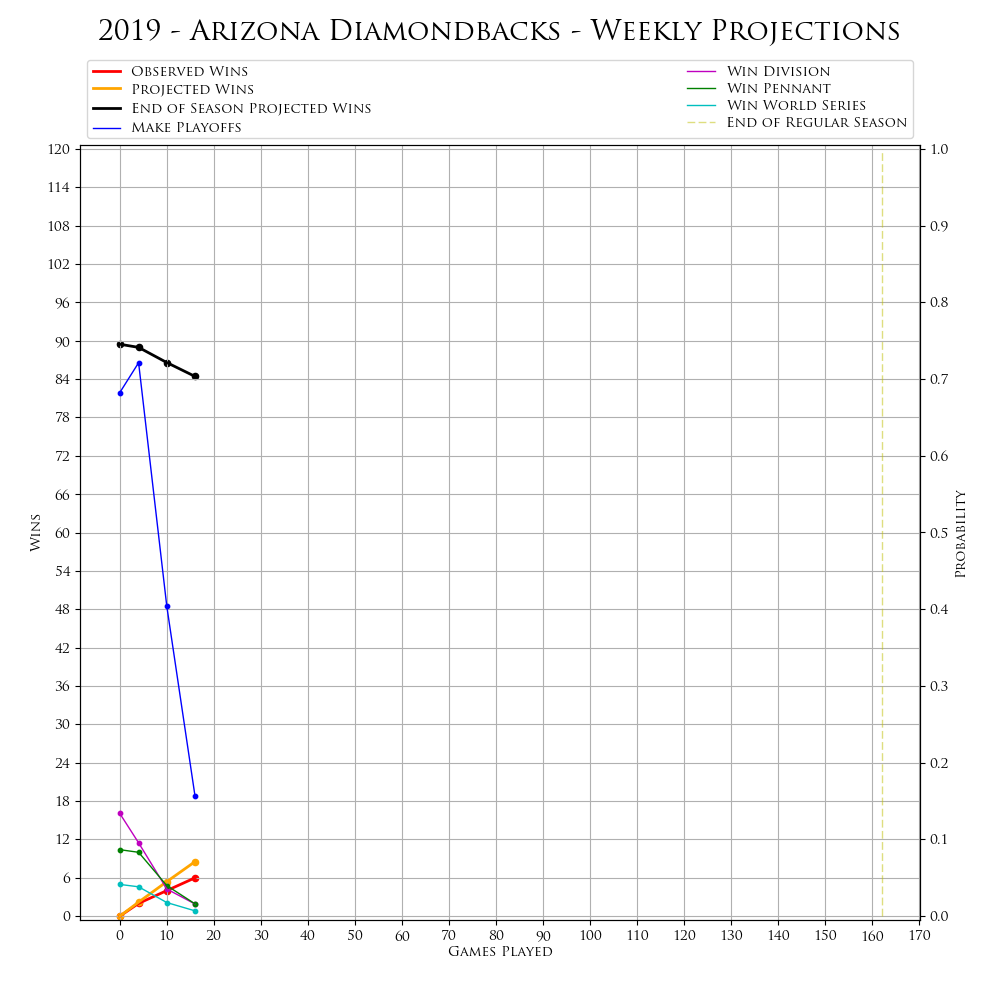 2019 - Arizona Diamondbacks - Weekly Projections
Observed Wins
Projected Wins
End of Season Projected Wins
Make Playoffs
Win Division
Win Pennant
Win World Series
End of Regular Season
120
114
108
102
96
90
84
78
72
66
60
54
48
42
36
30
24
18
12
6
0
Wins
1.0
0.9
0.8
0.7
0.6
0.5
0.4
0.3
0.2
0.1
0.0
Probability
0 10 20 30 40 50 60 70 80 90 100 110 120 130 140 150 160 170
Games Played